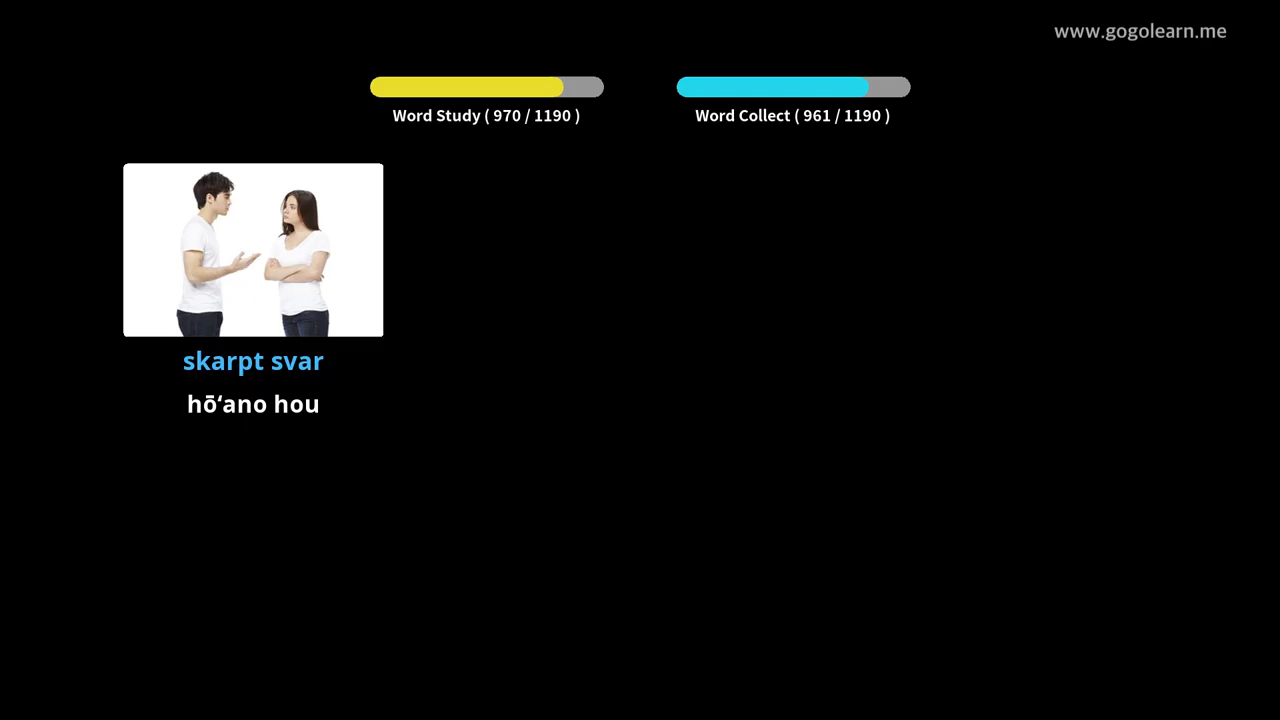 www.gogolearn.me
Word Study ( 970 / 1190 )
Word Collect ( 961 / 1190 )
skarpt svar
hōʻano hou